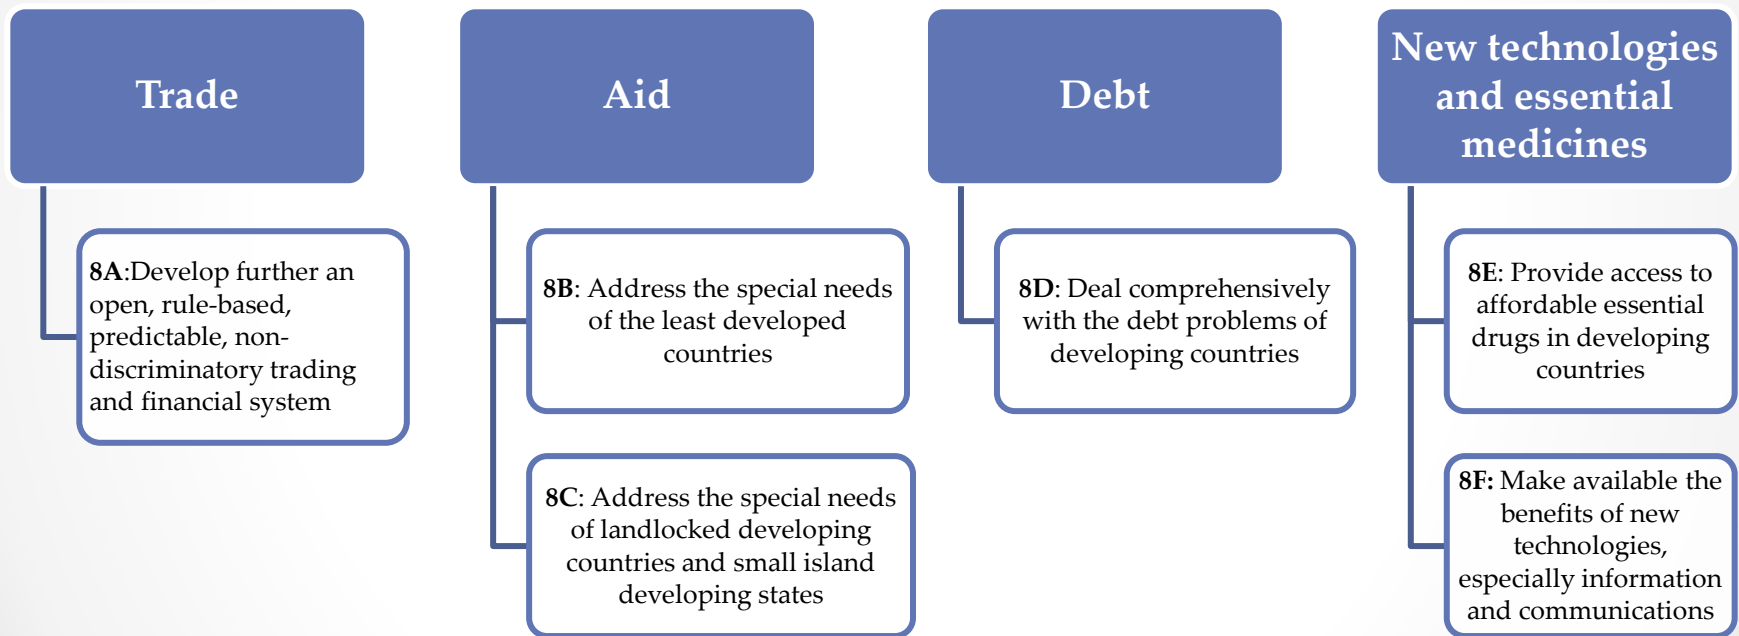 Trade
8A:Develop further an
open, rule-based,
predictable, non-
discriminatory trading
and financial system
Aid
8B: Address the special needs
of the least developed
countries
8C: Address the special needs
of landlocked developing
countries and small island
developing states
Debt
8D: Deal comprehensively
with the debt problems of
developing countries
New technologies
and essential
medicines
8E: Provide access to
affordable essential
drugs in developing
countries
8F: Make available the
benefits of new
technologies,
especially information
and communications